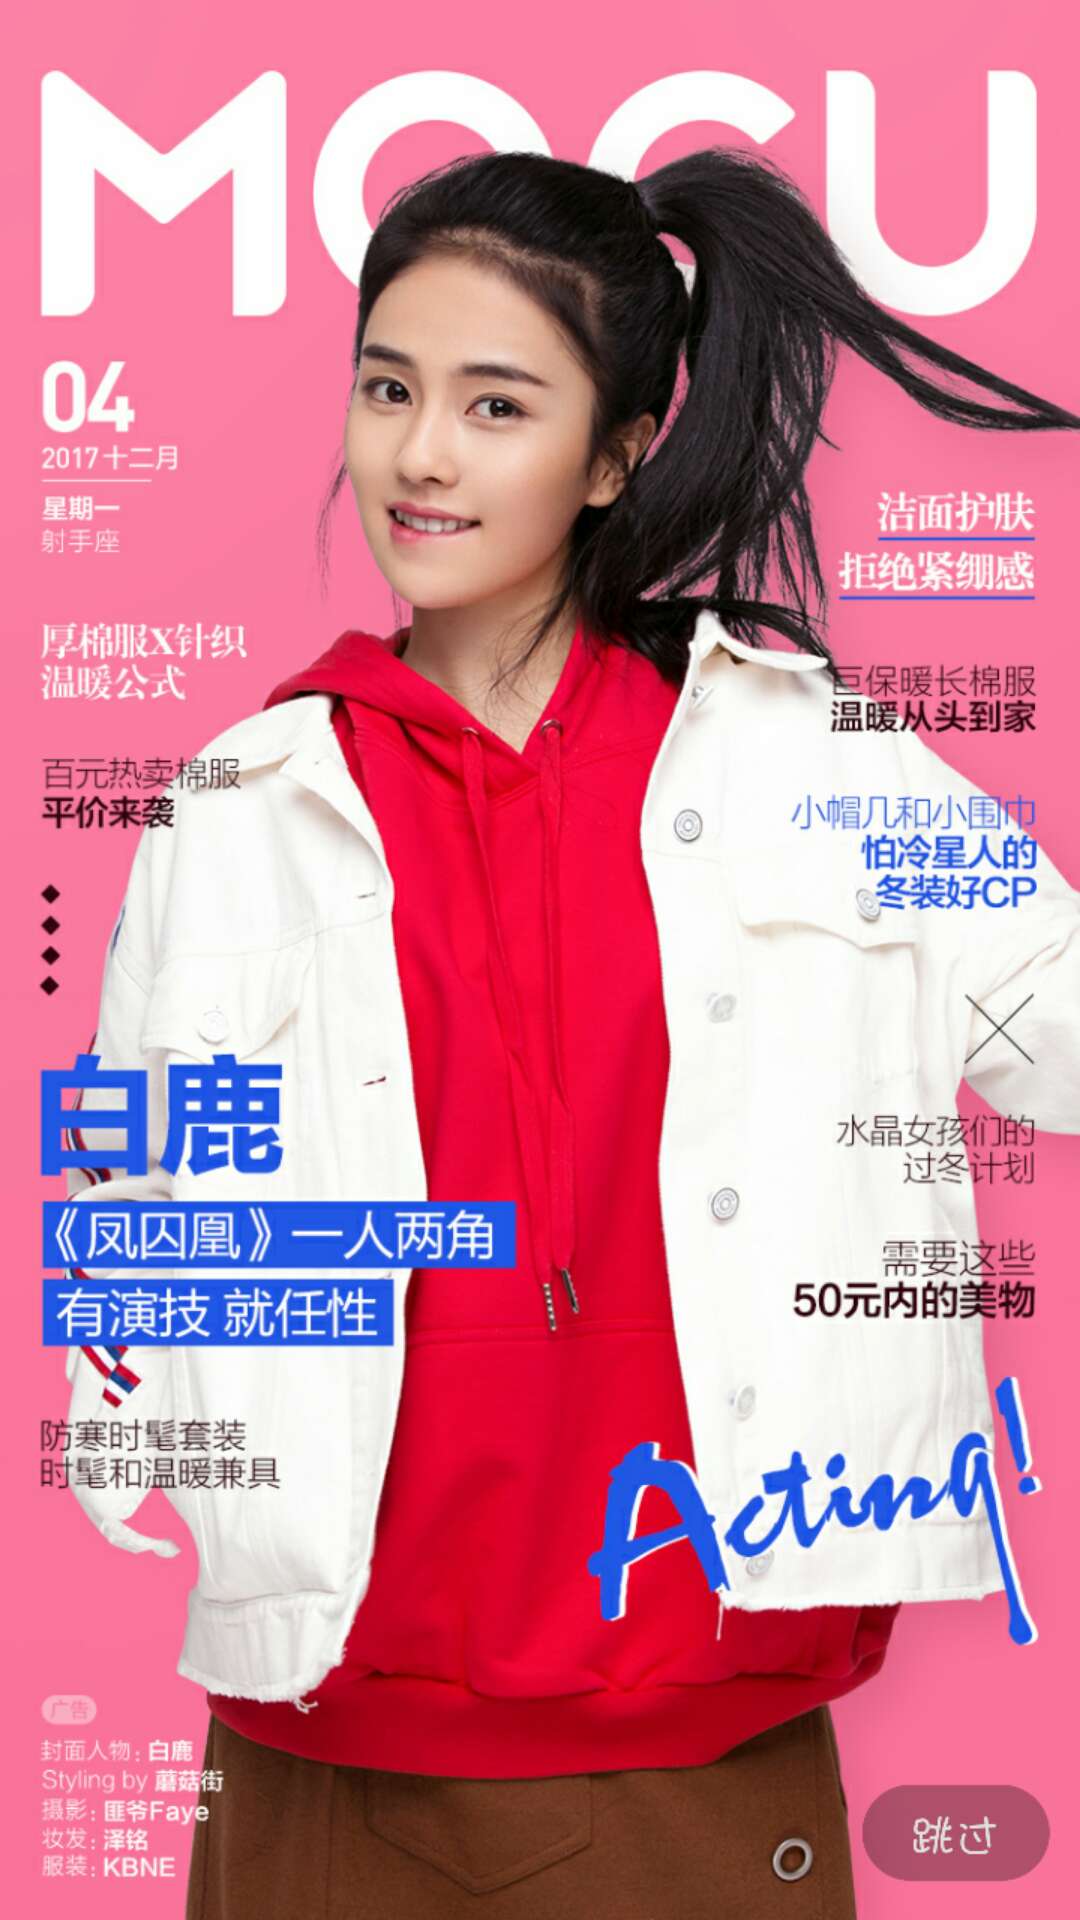 MOGU
04
2017十二月
星期一
射手座
厚棉服X针织
温暖公式
百元热卖棉服
平价来袭
白鹿
《凤囚凰》一人两角
有演技 就任性
防寒时髦套装
时髦和温暖兼具
洁面护肤
拒绝紧绷感
巨保暖长棉服
温暖从头到家
小帽几和小围巾
怕冷星人的
冬装好CP
水晶女孩们的
过冬计划
需要这些
50元内的美物
Acting!
广告
封面人物: 白鹿
Styling by 蘑菇街
摄影: 匪爷Faye
妆发: 泽铭
服装: KBNE
跳过